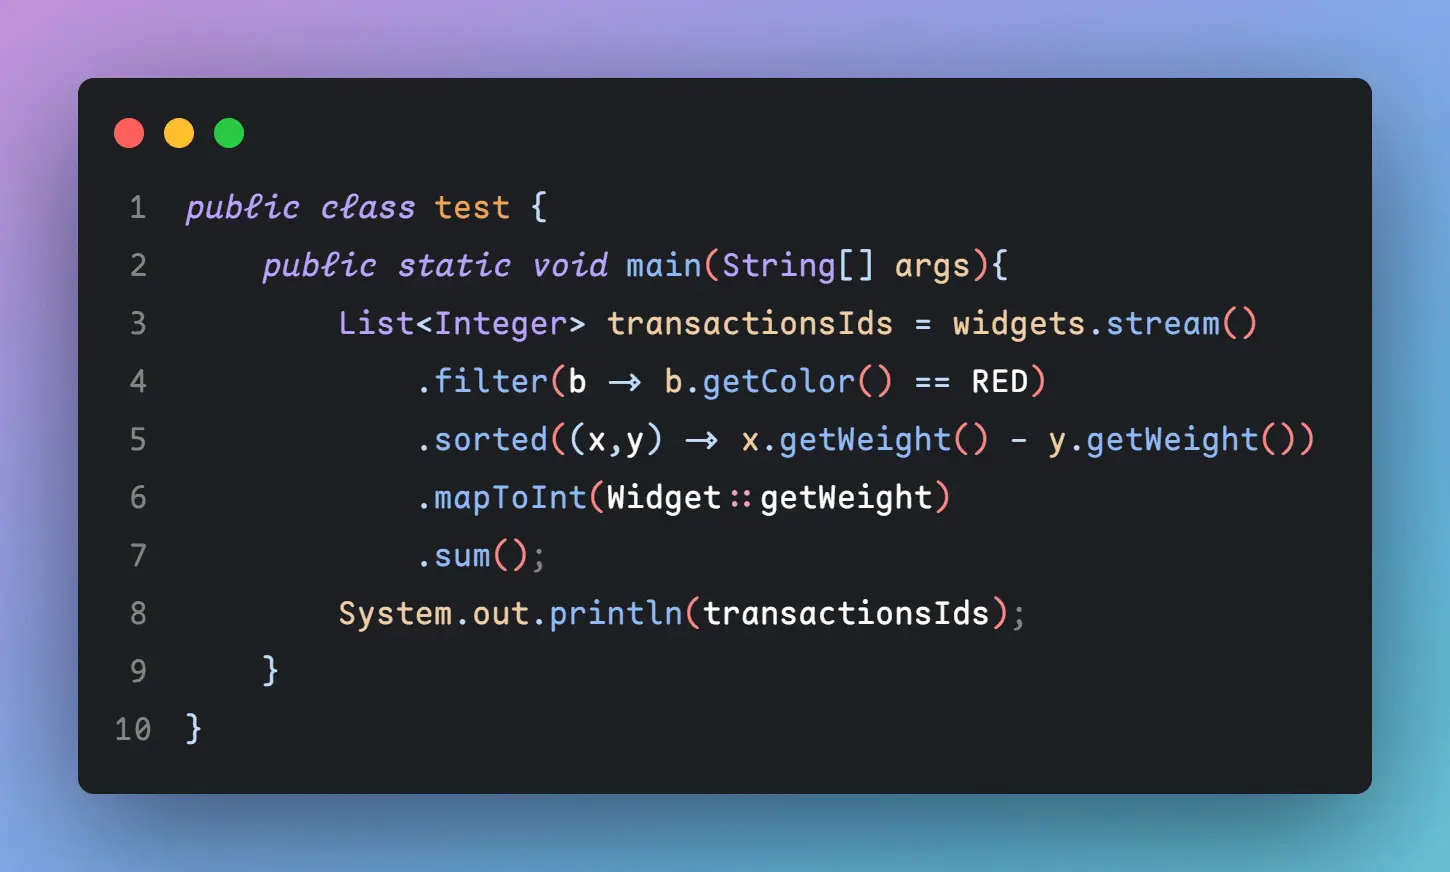 1 public class test {
2 public static void main(String[] args){
3 List<Integer> transactionsIds = widgets.stream()
4 .filter(b -> b.getColor() == RED)
5 .sorted((x,y) -> x.getWeight() - y.getWeight())
6 .mapToInt(Widget::getWeight)
7 .sum();
8 System.out.println(transactionsIds);
9 }
10 }